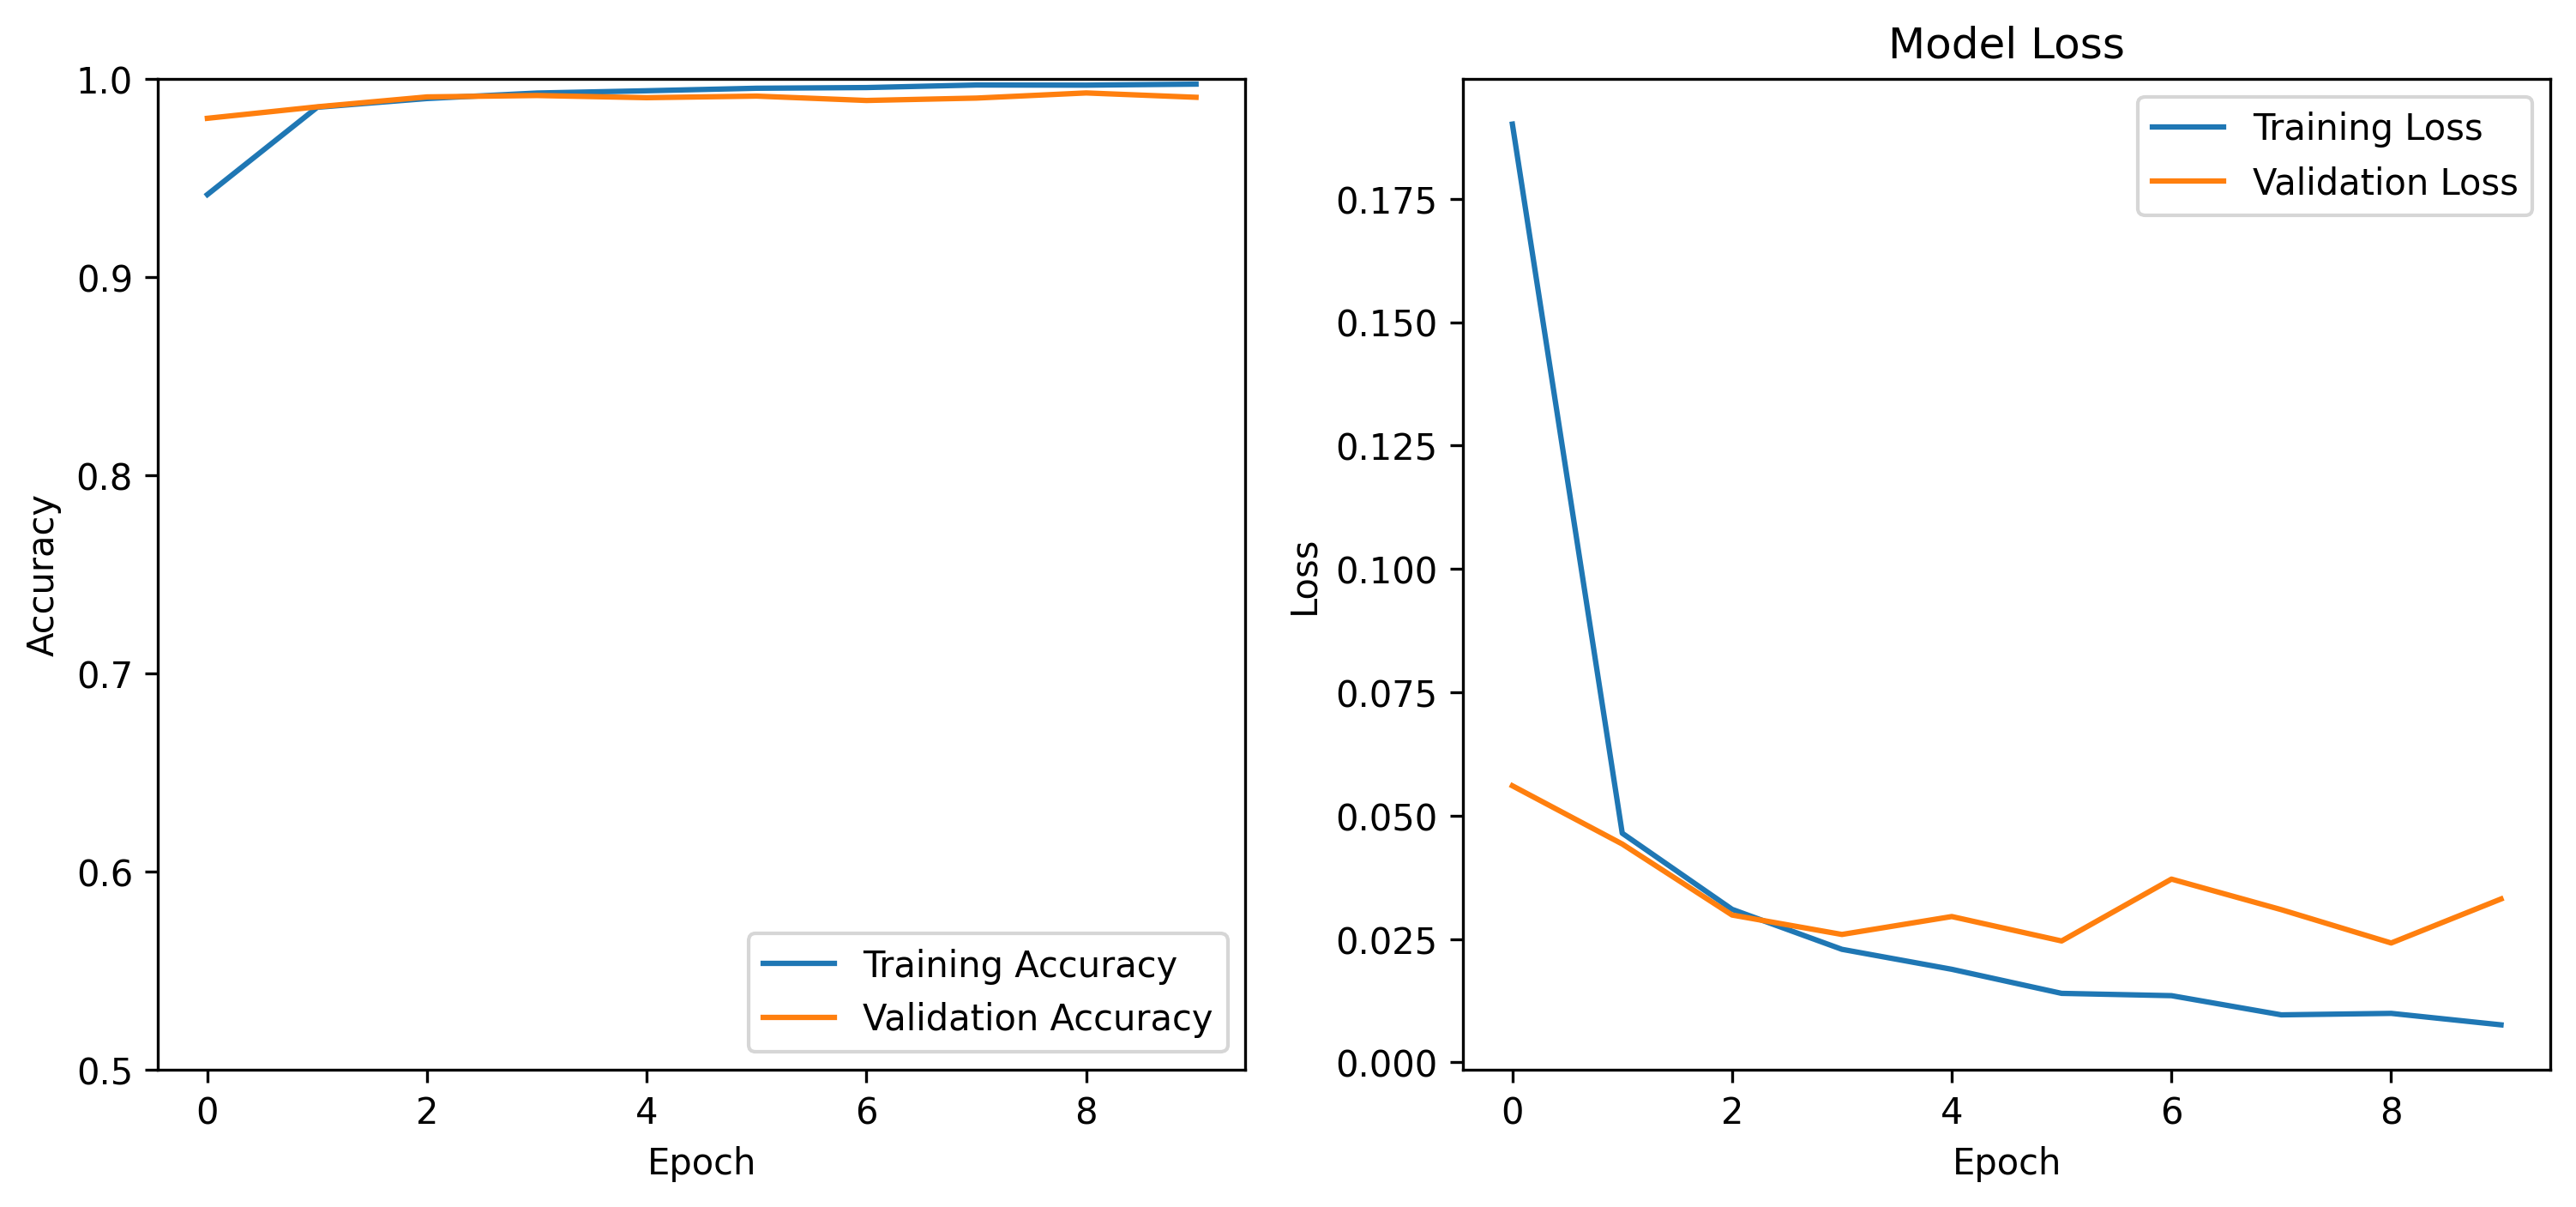 1.0
0.9
0.8
0.7
0.6
0.5
Accuracy
0 2 4 6 8
Epoch
Training Accuracy
Validation Accuracy
Model Loss
0.175
0.150
0.125
0.100
0.075
0.050
0.025
0.000
Loss
0 2 4 6 8
Epoch
Training Loss
Validation Loss